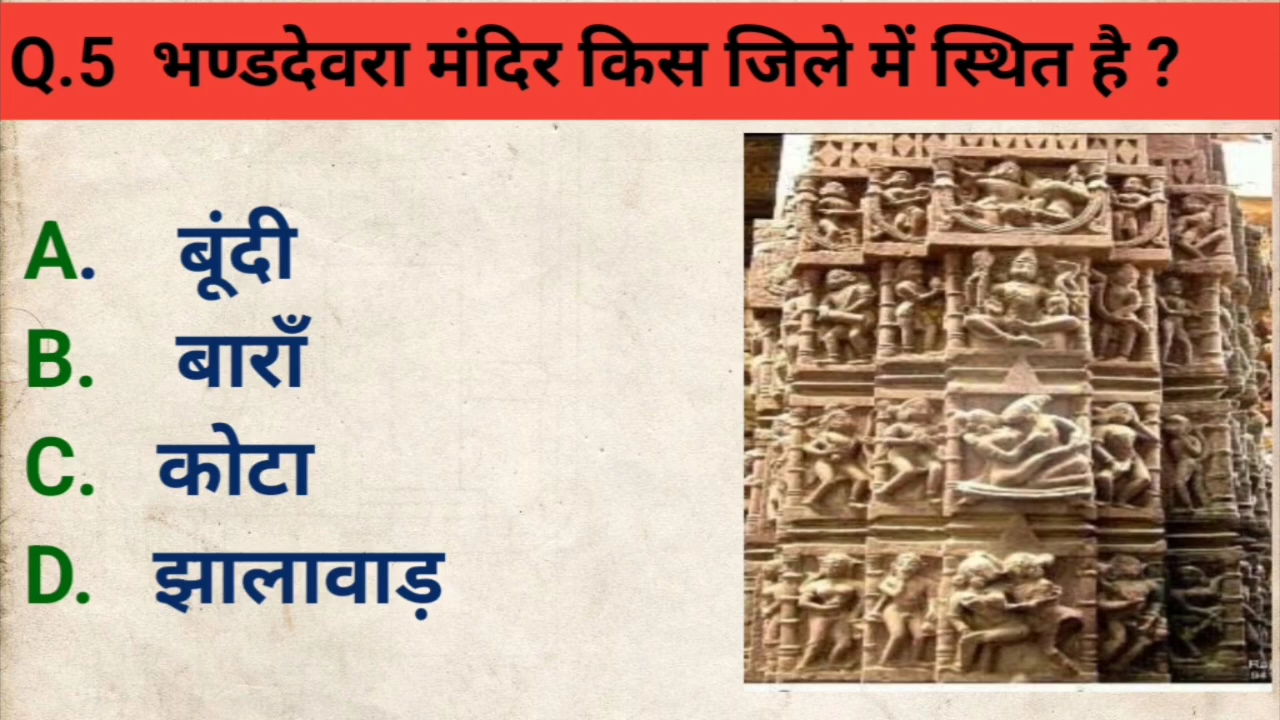 Q.5 भण्डदेवरा मंदिर किस जिले में स्थित है ?
A. बूंदी
B. बाराँ
C. कोटा
D. झालावाड़